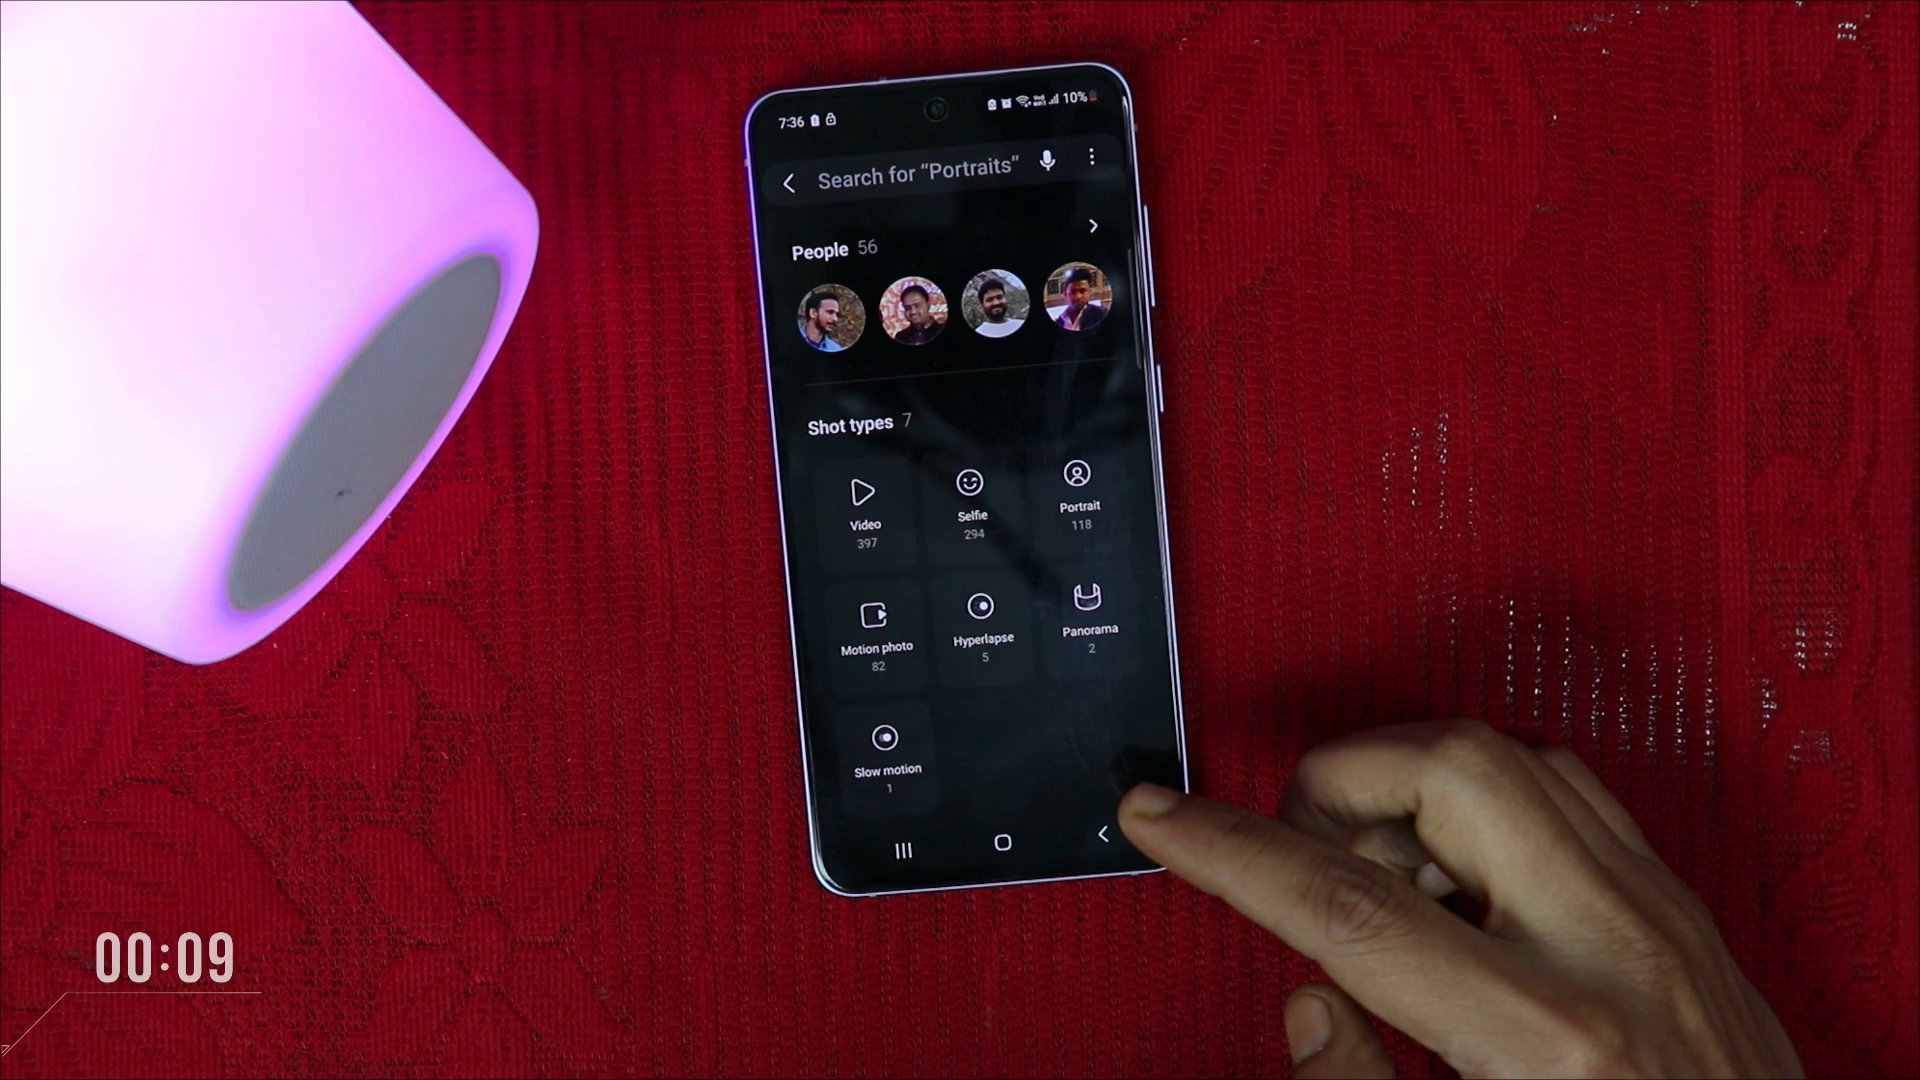 7:36
10%
Search for “Portraits”
People 56
Shot types 7
Video
397
Selfie
294
Portrait
118
Motion photo
82
Hyperlapse
5
Panorama
2
Slow motion
1
00:09